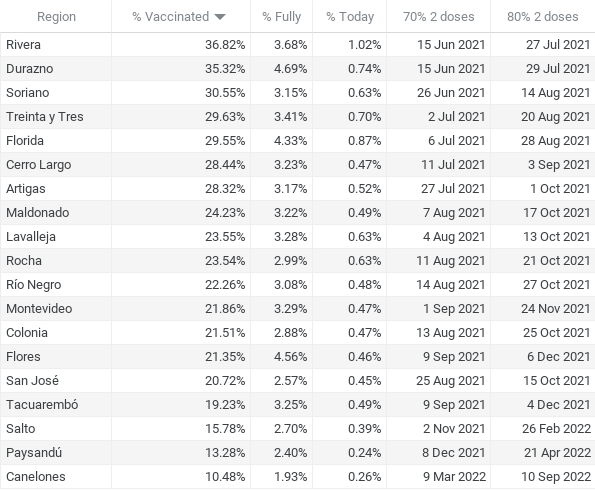 Region % Vaccinated % Fully % Today 70% 2 doses 80% 2 doses
Rivera 36.82% 3.68% 1.02% 15 Jun 2021 27 Jul 2021
Durazno 35.32% 4.69% 0.74% 15 Jun 2021 29 Jul 2021
Soriano 30.55% 3.15% 0.63% 26 Jun 2021 14 Aug 2021
Treinta y Tres 29.63% 3.41% 0.70% 2 Jul 2021 20 Aug 2021
Florida 29.55% 4.33% 0.87% 6 Jul 2021 28 Aug 2021
Cerro Largo 28.44% 3.23% 0.47% 11 Jul 2021 3 Sep 2021
Artigas 28.32% 3.17% 0.52% 27 Jul 2021 1 Oct 2021
Maldonado 24.23% 3.22% 0.49% 7 Aug 2021 17 Oct 2021
Lavalleja 23.55% 3.28% 0.63% 4 Aug 2021 13 Oct 2021
Rocha 23.54% 2.99% 0.63% 11 Aug 2021 21 Oct 2021
Río Negro 22.26% 3.08% 0.48% 14 Aug 2021 27 Oct 2021
Montevideo 21.86% 3.29% 0.47% 1 Sep 2021 24 Nov 2021
Colonia 21.51% 2.88% 0.47% 13 Aug 2021 25 Oct 2021
Flores 21.35% 4.56% 0.46% 9 Sep 2021 6 Dec 2021
San José 20.72% 2.57% 0.45% 25 Aug 2021 15 Oct 2021
Tacuarembó 19.23% 3.25% 0.49% 9 Sep 2021 4 Dec 2021
Salto 15.78% 2.70% 0.39% 2 Nov 2021 26 Feb 2022
Paysandú 13.28% 2.40% 0.24% 8 Dec 2021 21 Apr 2022
Canelones 10.48% 1.93% 0.26% 9 Mar 2022 10 Sep 2022